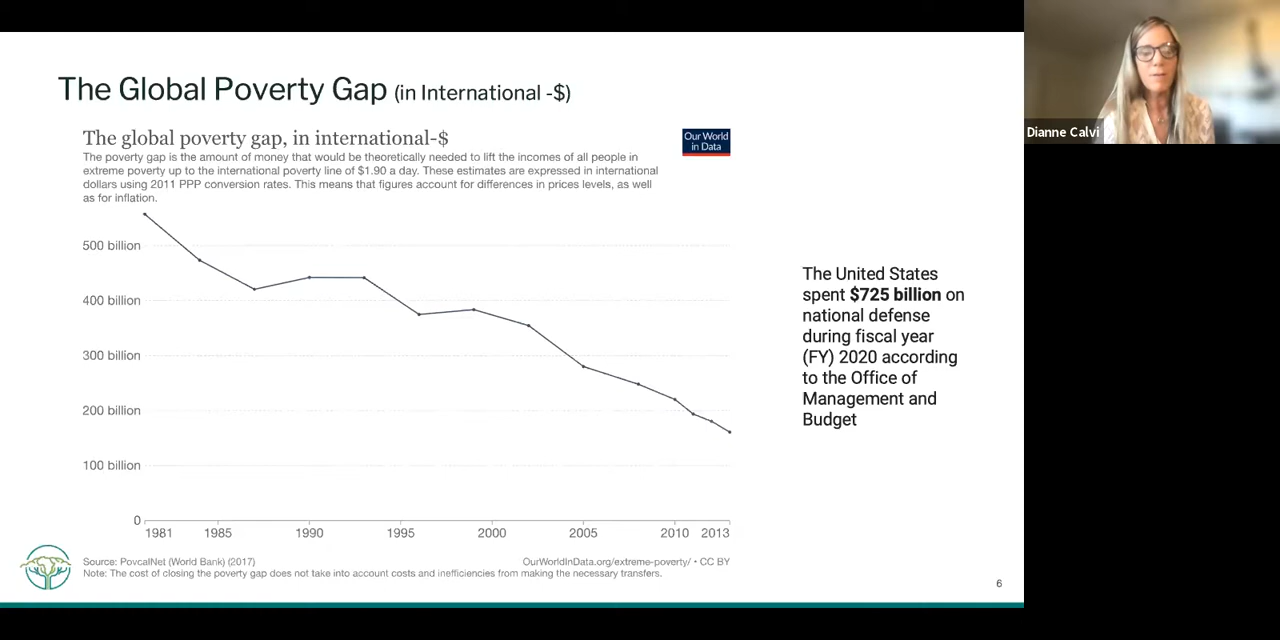 The Global Poverty Gap (in International -$)
The global poverty gap, in international-$
Our World
in Data
The poverty gap is the amount of money that would be theoretically needed to lift the incomes of all people in
extreme poverty up to the international poverty line of $1.90 a day. These estimates are expressed in international
dollars using 2011 PPP conversion rates. This means that figures account for differences in prices levels, as well
as for inflation.
500 billion
400 billion
300 billion
200 billion
100 billion
0
1981 1985 1990 1995 2000 2005 2010 2013
Source: PovcalNet (World Bank) (2017)
OurWorldInData.org/extreme-poverty/ • CC BY
Note: The cost of closing the poverty gap does not take into account costs and inefficiencies from making the necessary transfers.
The United States
spent $725 billion on
national defense
during fiscal year
(FY) 2020 according
to the Office of
Management and
Budget
6
Dianne Calvi